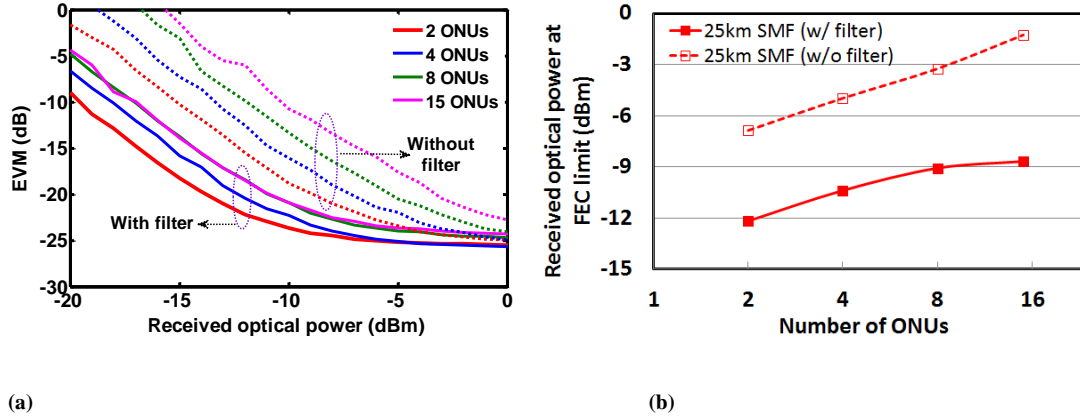 0
-5
-10
-15
-20
-25
-30
-20
-15
-10
-5
0
EVM (dB)
Received optical power (dBm)
2 ONUs
4 ONUs
8 ONUs
15 ONUs
Without
filter
With filter
(a)
0
-3
-6
-9
-12
-15
1
2
4
8
16
Received optical power at
FEC limit (dBm)
Number of ONUs
25km SMF (w/ filter)
25km SMF (w/o filter)
(b)